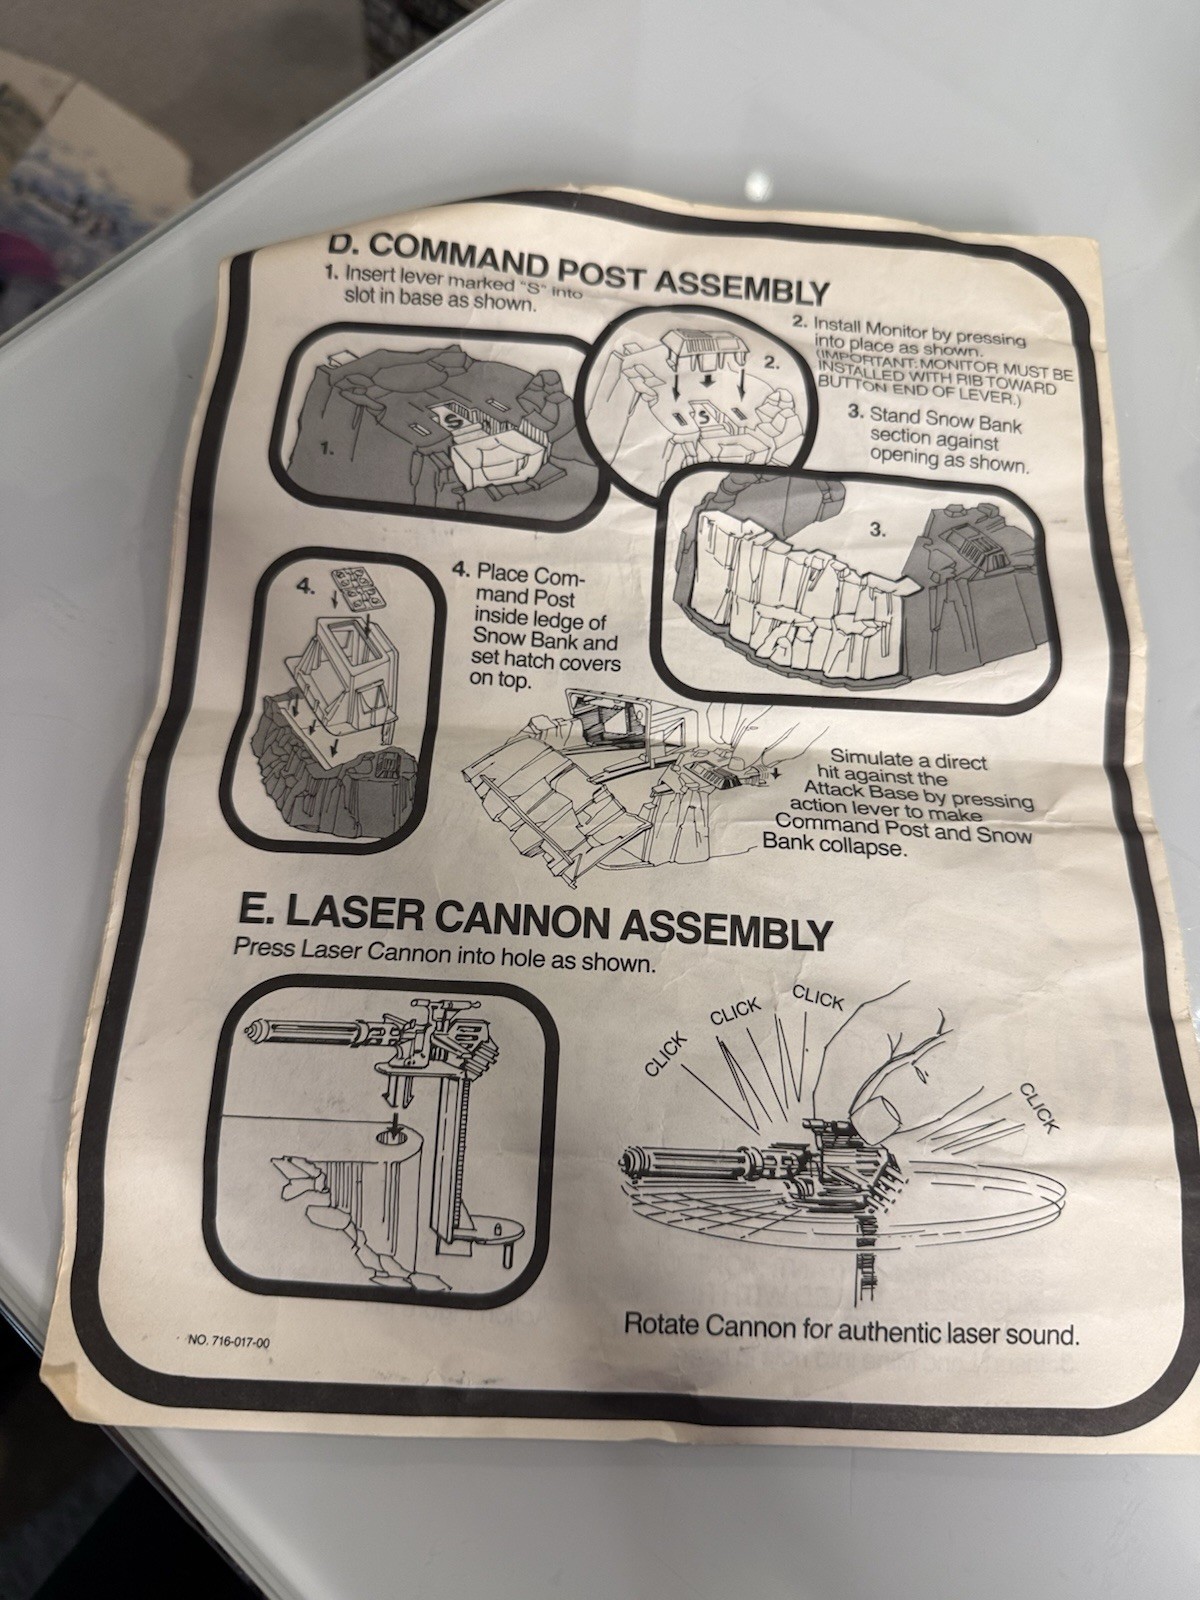 D. COMMAND POST ASSEMBLY
1. Insert lever marked "S" into
slot in base as shown.
1.
S
2. Install Monitor by pressing
into place as shown.
(IMPORTANT: MONITOR MUST BE
INSTALLED WITH RIB TOWARD
BUTTON END OF LEVER.)
2.
S
3. Stand Snow Bank
section against
opening as shown.
3.
4.
4. Place Com-
mand Post
inside ledge of
Snow Bank and
set hatch covers
on top.
Simulate a direct
hit against the
Attack Base by pressing
action lever to make
Command Post and Snow
Bank collapse.
E. LASER CANNON ASSEMBLY
Press Laser Cannon into hole as shown.
CLICK
CLICK
CLICK
CLICK
Rotate Cannon for authentic laser sound.
NO. 716-017-00